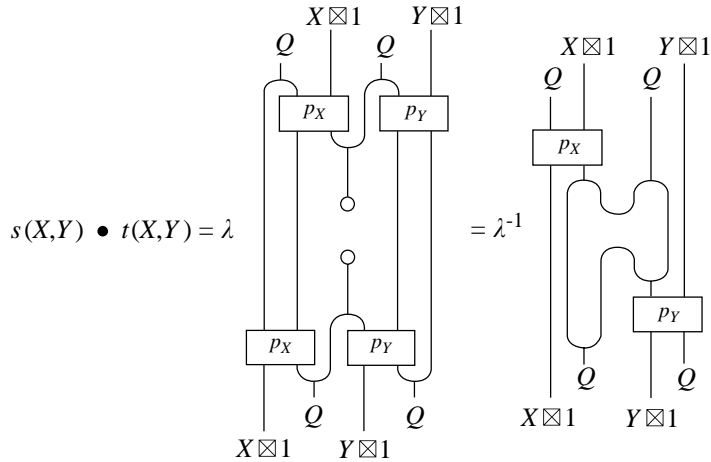 X⊠1 Y⊠1
Q Q X⊠1 Y⊠1
Q Q
p_X p_Y
p_X
s(X,Y) • t(X,Y) = λ = λ^{-1}
p_Y
p_X p_Y
Q Q
Q Q
X⊠1 Y⊠1
X⊠1 Y⊠1